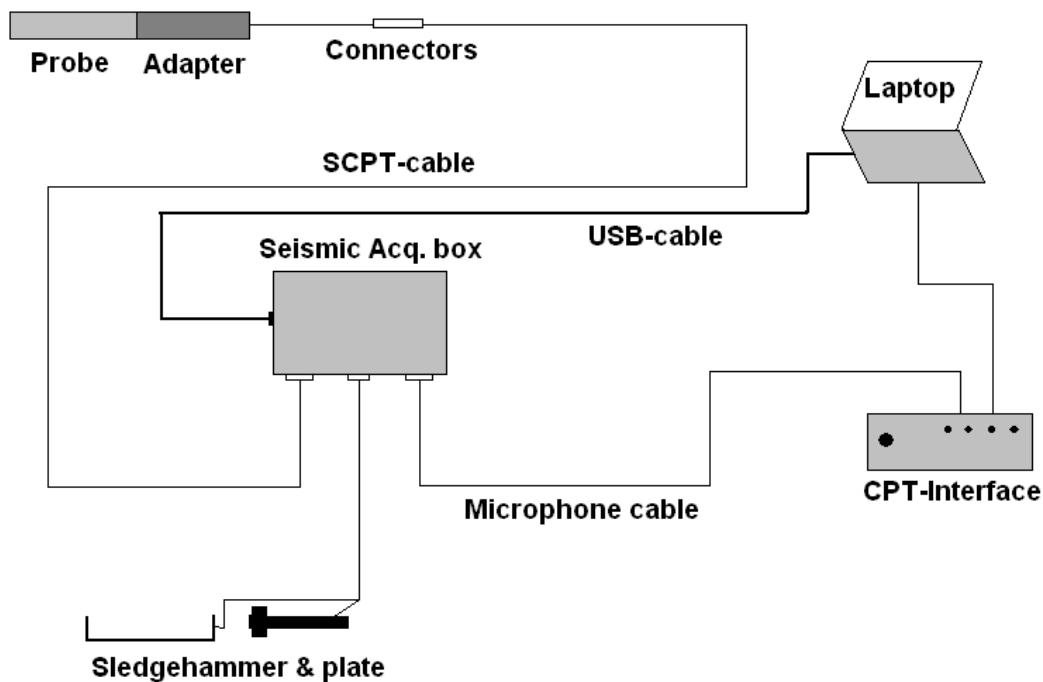 Probe
Adapter
Connectors
Laptop
SCPT-cable
USB-cable
Seismic Acq. box
CPT-Interface
Microphone cable
Sledgehammer & plate